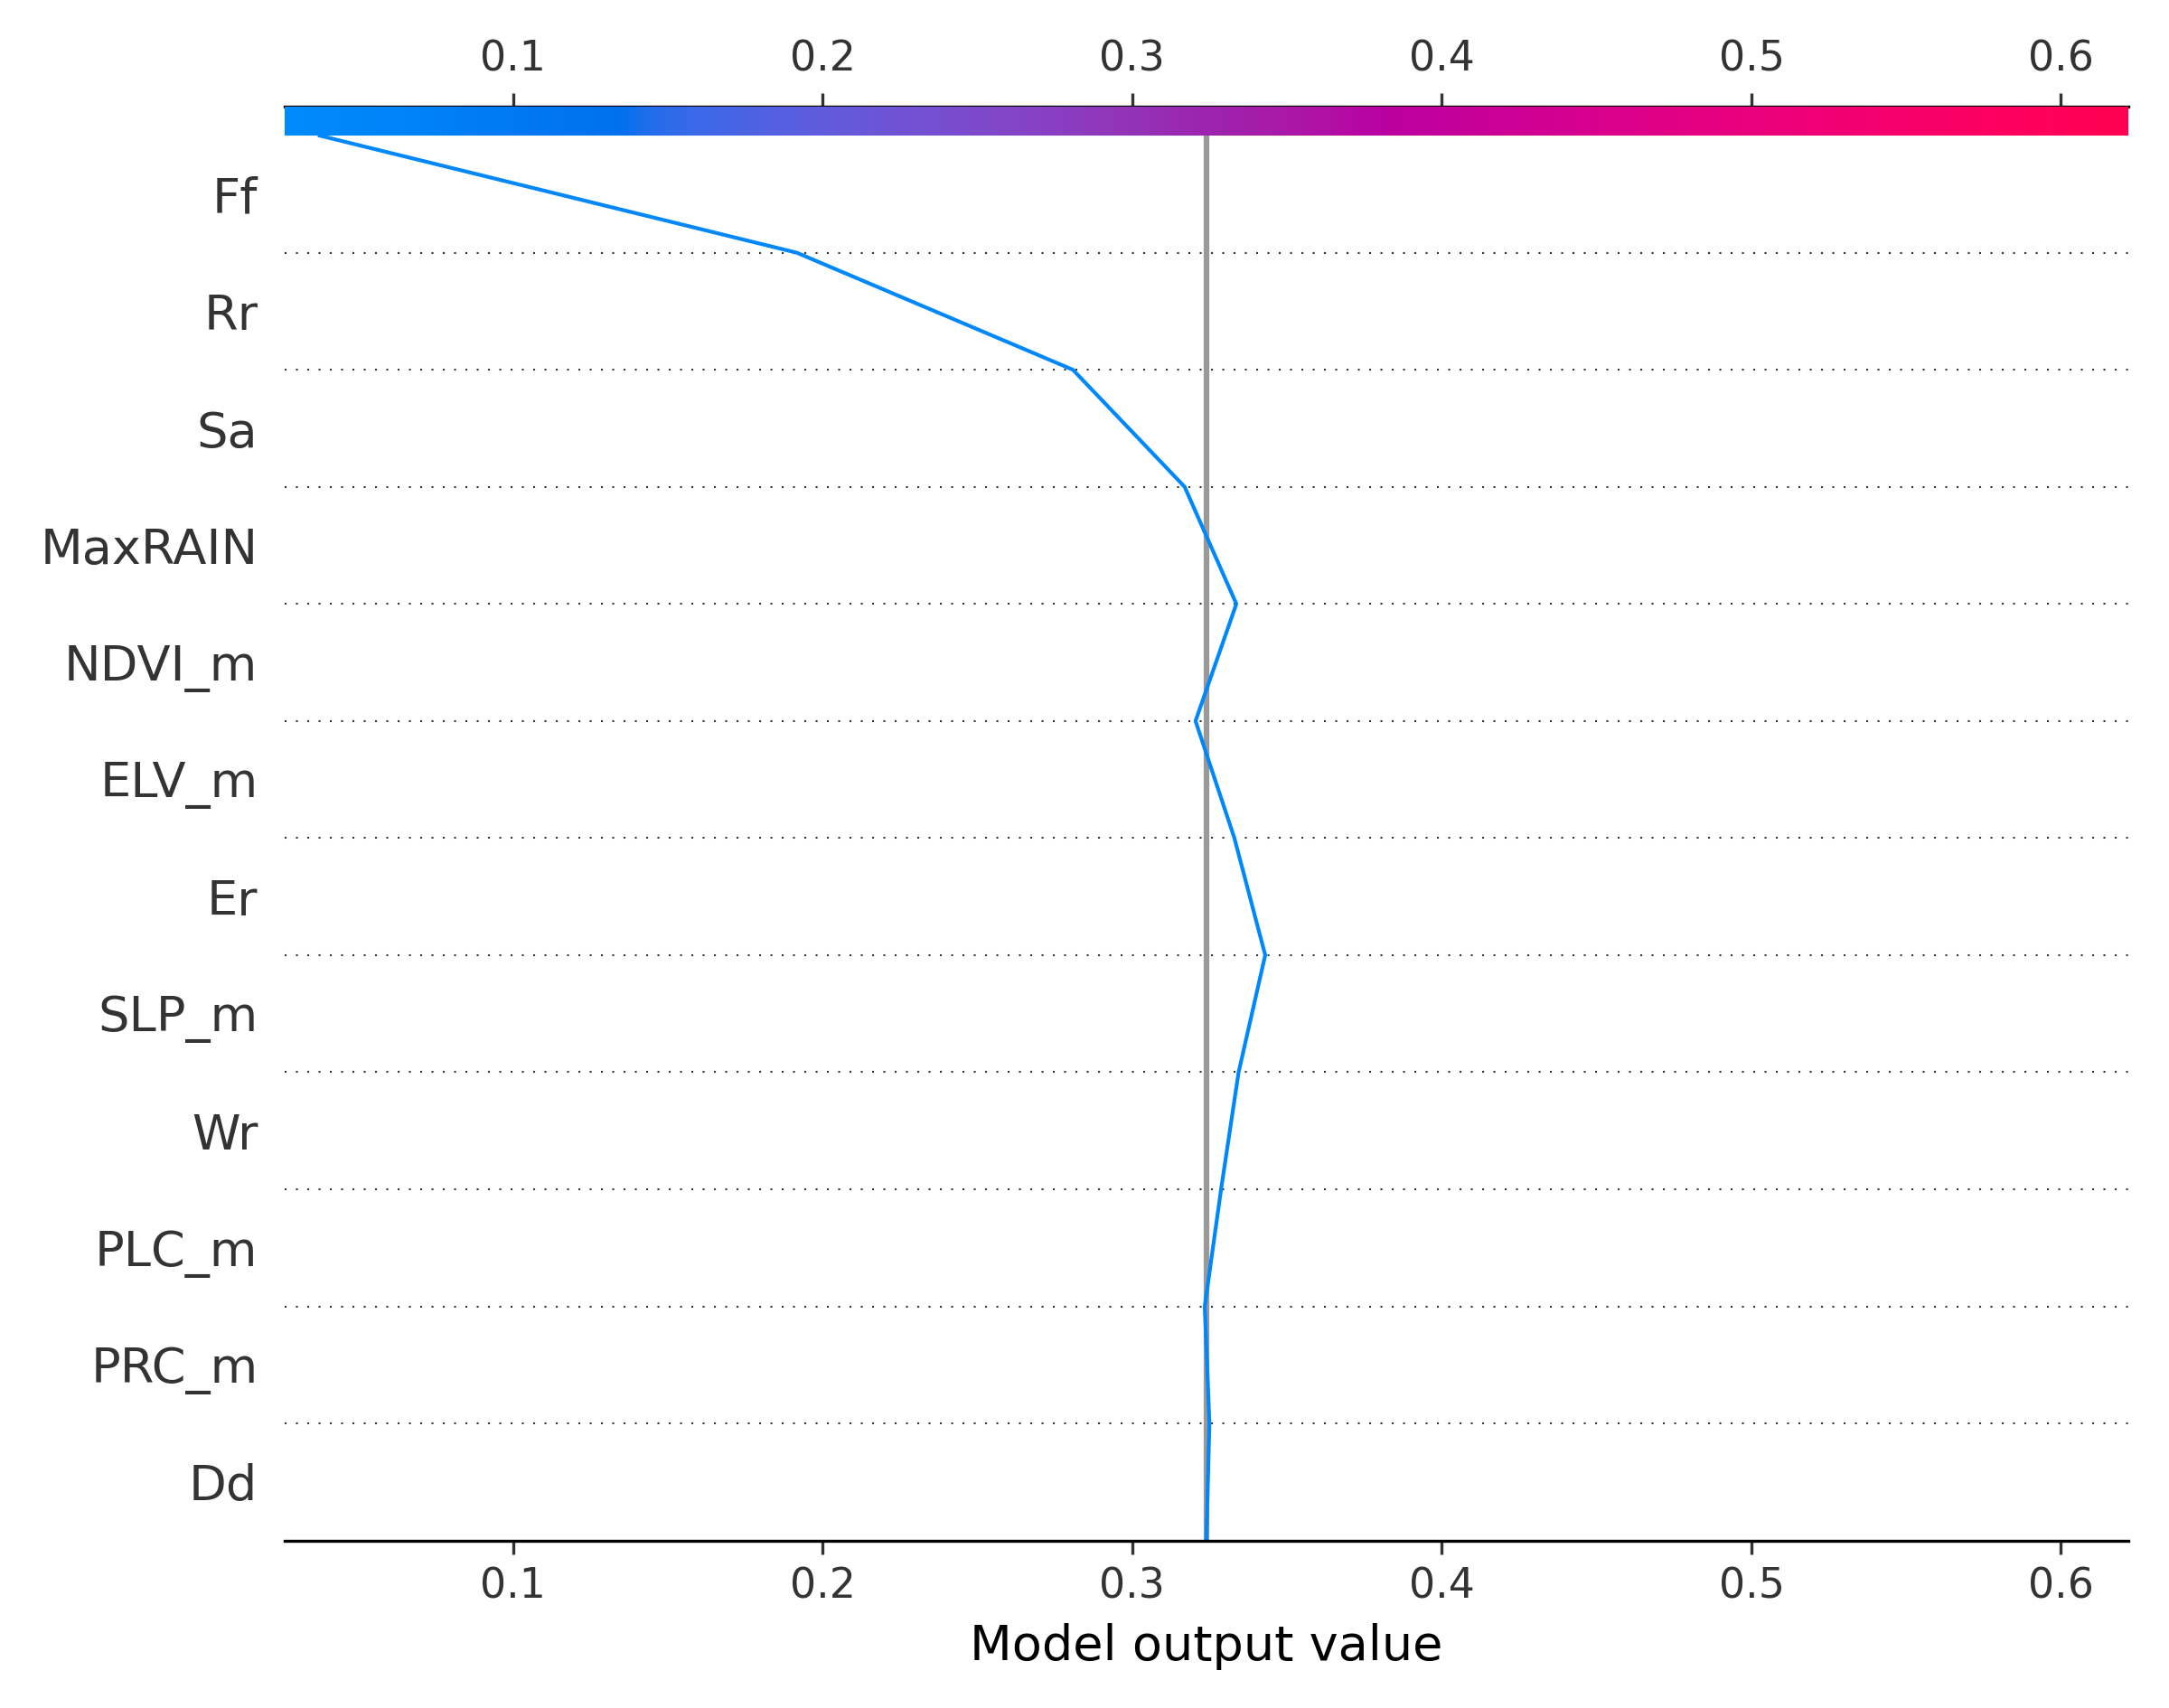 0.1 0.2 0.3 0.4 0.5 0.6
Ff
Rr
Sa
MaxRAIN
NDVI_m
ELV_m
Er
SLP_m
Wr
PLC_m
PRC_m
Dd
0.1 0.2 0.3 0.4 0.5 0.6
Model output value